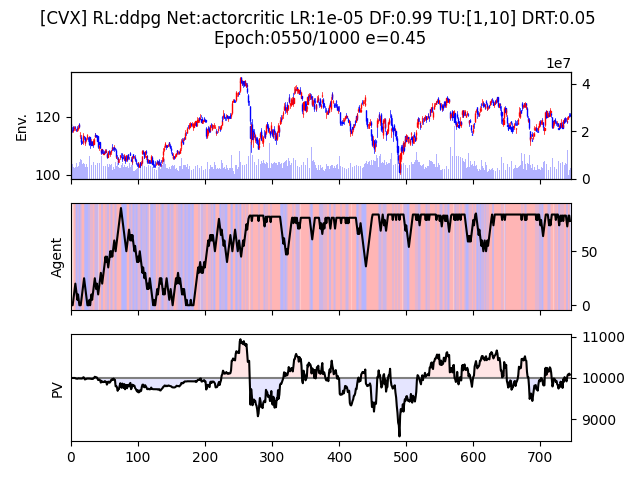 [CVX] RL:ddpg Net:actorcritic LR:1e-05 DF:0.99 TU:[1,10] DRT:0.05
Epoch:0550/1000 e=0.45
1e7
Env.
120
100
4
2
0
Agent
50
0
PV
11000
10000
9000
0 100 200 300 400 500 600 700